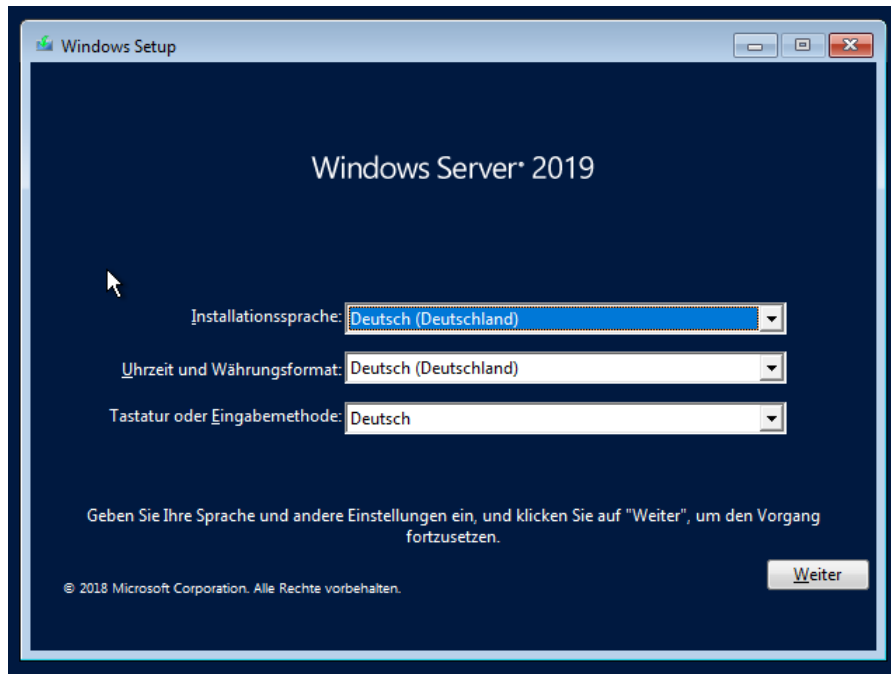 Windows Setup
Windows Server® 2019
Installationssprache: Deutsch (Deutschland)
Uhrzeit und Währungsformat: Deutsch (Deutschland)
Tastatur oder Eingabemethode: Deutsch
Geben Sie Ihre Sprache und andere Einstellungen ein, und klicken Sie auf "Weiter", um den Vorgang
fortzusetzen.
Weiter
© 2018 Microsoft Corporation. Alle Rechte vorbehalten.